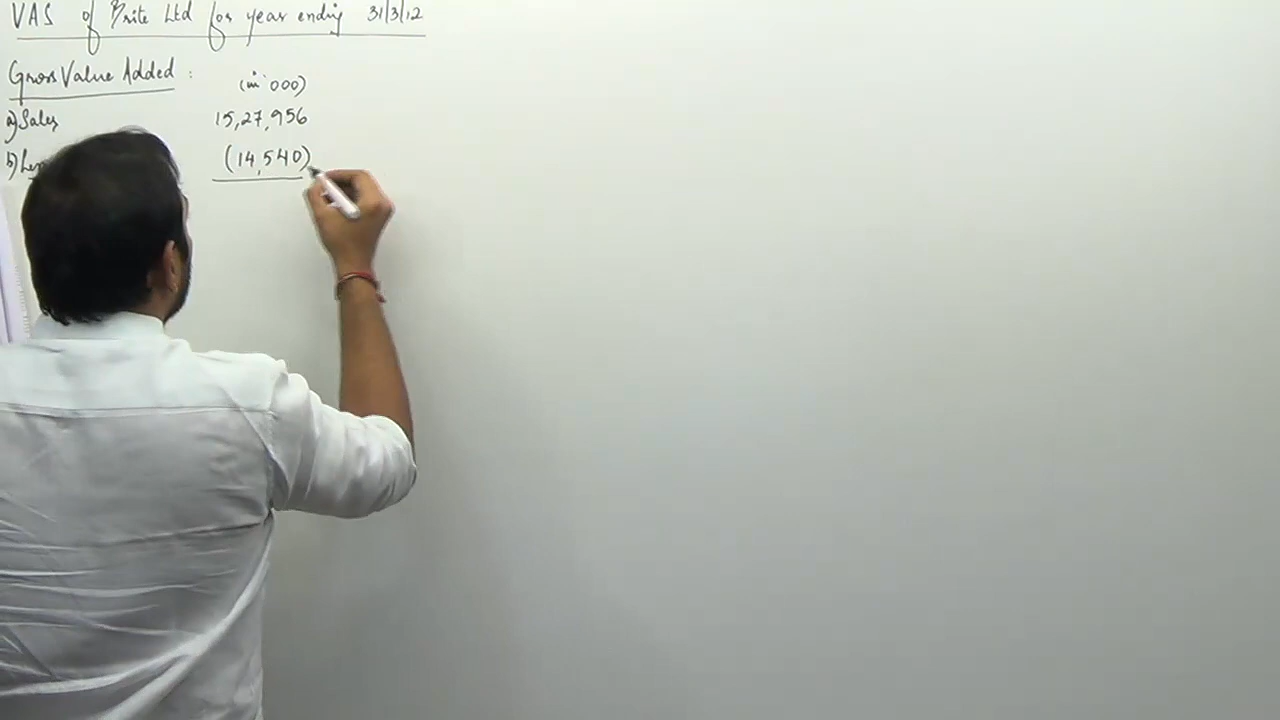 VAS of Brite Ltd for year ending 31/3/12
Gross Value Added :
(in '000)
a) Sales 15,27,956
b) Less (14,540)